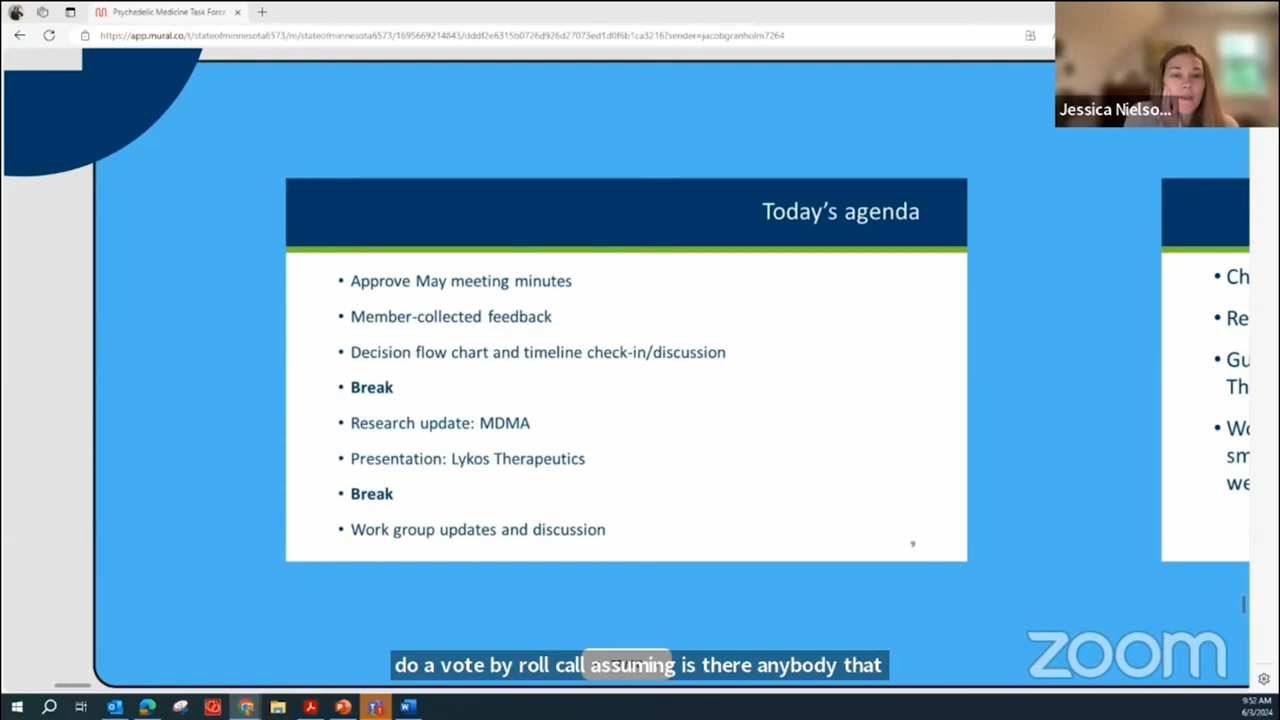 Psychedelic Medicine Task Force
https://app.mural.co/t/stateofminnesota6573/m/stateofminnesota6573/1695669214843/dddf2e6315b0726d926d27073ed1d0f6b1ca3216?sender=jacobgranholm7264
Jessica Nielso...
Today's agenda
• Approve May meeting minutes
• Member-collected feedback
• Decision flow chart and timeline check-in/discussion
• Break
• Research update: MDMA
• Presentation: Lykos Therapeutics
• Break
• Work group updates and discussion
9
• Ch
• Re
• Gu
Th
• Wo
sm
we
do a vote by roll call assuming is there anybody that
zoom
9:52 AM
6/3/2024